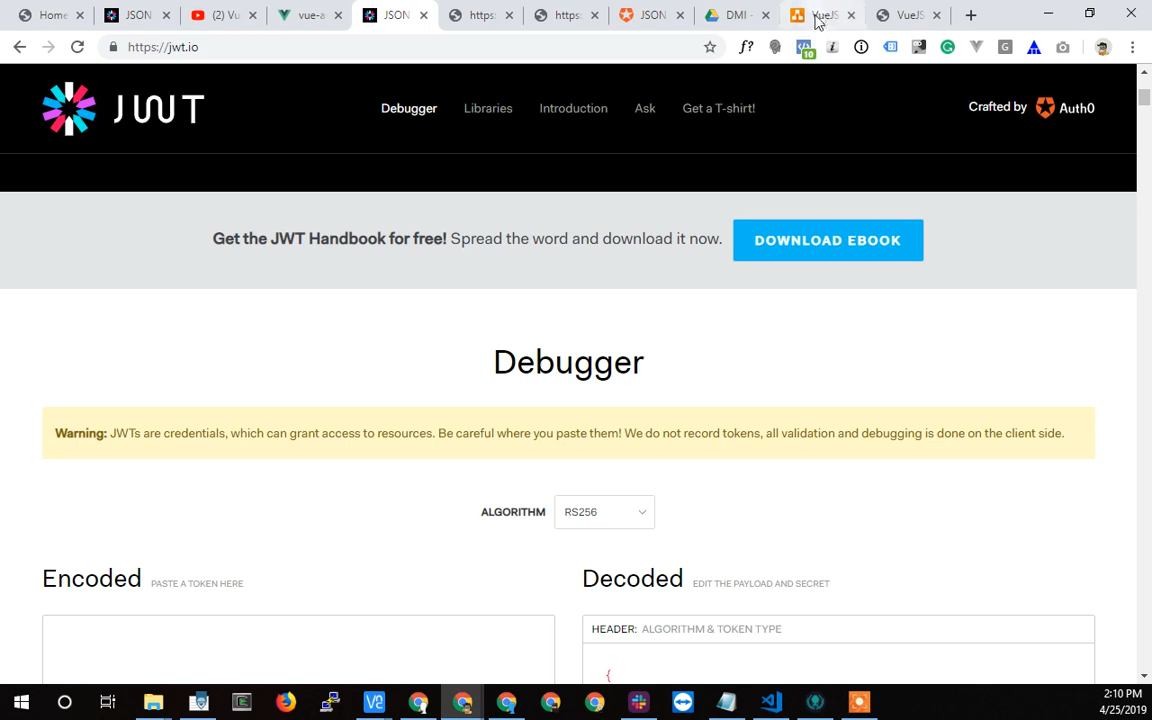 Home
JSON
(2) Vu
vue-a
JSON
https:
https:
JSON
DMI -
VueJS
VueJS
https://jwt.io
f?
10
JWT
Debugger
Libraries
Introduction
Ask
Get a T-shirt!
Crafted by Auth0
Get the JWT Handbook for free! Spread the word and download it now.
DOWNLOAD EBOOK
Debugger
Warning: JWTs are credentials, which can grant access to resources. Be careful where you paste them! We do not record tokens, all validation and debugging is done on the client side.
ALGORITHM RS256
Encoded PASTE A TOKEN HERE
Decoded EDIT THE PAYLOAD AND SECRET
HEADER: ALGORITHM & TOKEN TYPE
{
2:10 PM
4/25/2019